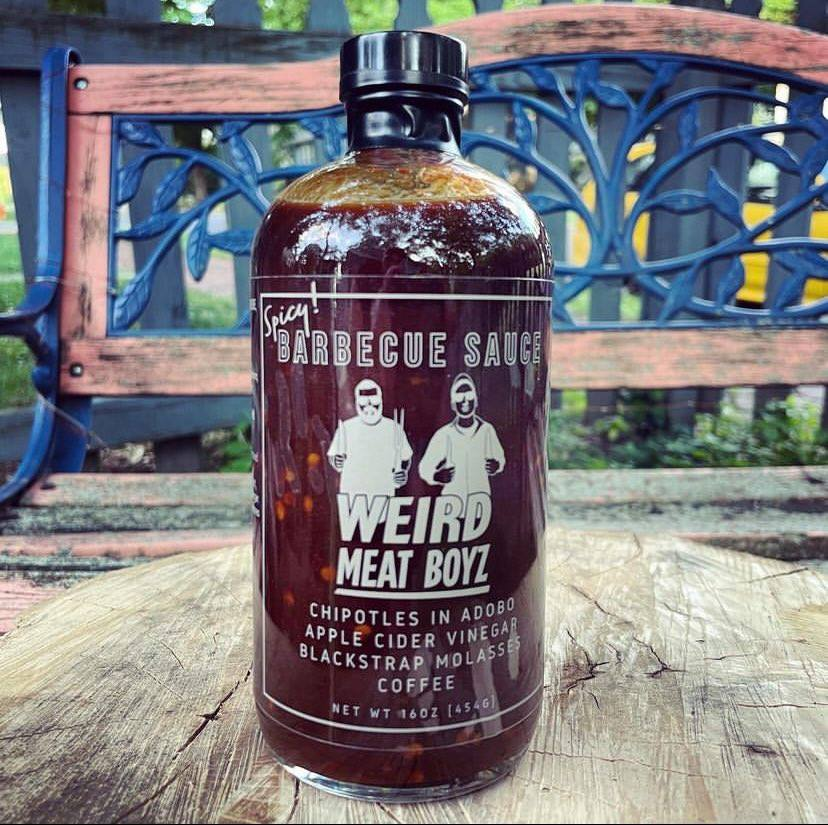 Spicy!
BARBECUE SAUCE
WEIRD
MEAT BOYZ
CHIPOTLES IN ADOBO
APPLE CIDER VINEGAR
BLACKSTRAP MOLASSES
COFFEE
NET WT 16OZ [454G]